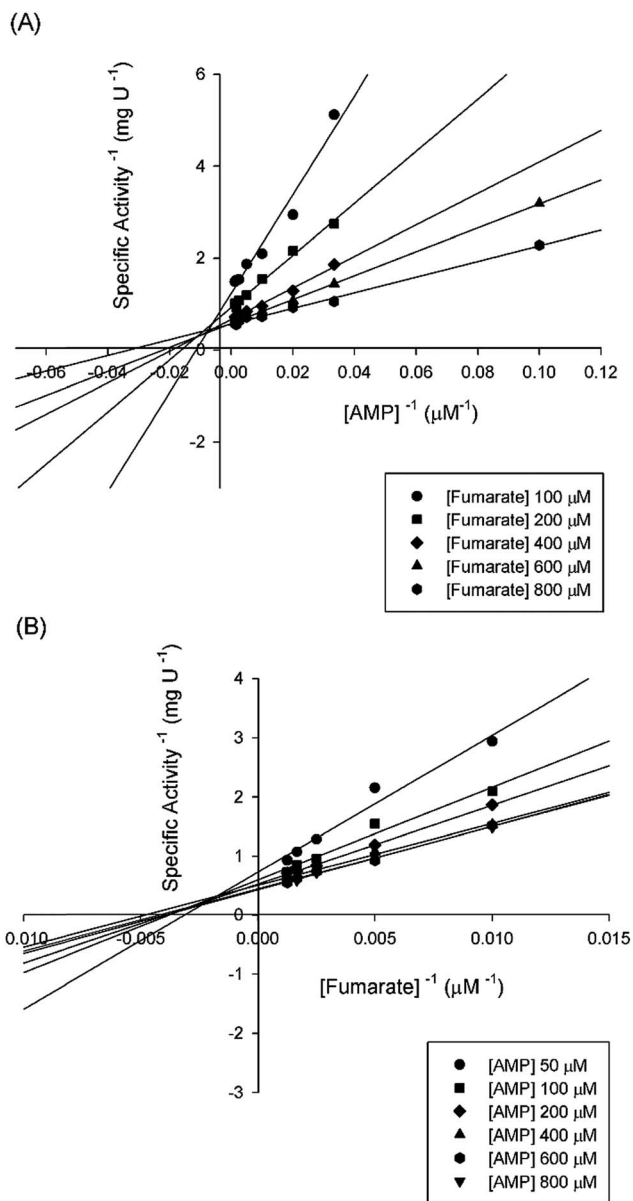 (A)
Specific Activity ⁻¹ (mg U ⁻¹)
6
4
2
0
-2
-0.06 -0.04 -0.02 0.00 0.02 0.04 0.06 0.08 0.10 0.12
[AMP] ⁻¹ (μM⁻¹)
[Fumarate] 100 μM
[Fumarate] 200 μM
[Fumarate] 400 μM
[Fumarate] 600 μM
[Fumarate] 800 μM
(B)
Specific Activity ⁻¹ (mg U ⁻¹)
4
3
2
1
0
-1
-2
-3
0.010 -0.005 0.000 0.005 0.010 0.015
[Fumarate] ⁻¹ (μM⁻¹)
[AMP] 50 μM
[AMP] 100 μM
[AMP] 200 μM
[AMP] 400 μM
[AMP] 600 μM
[AMP] 800 μM